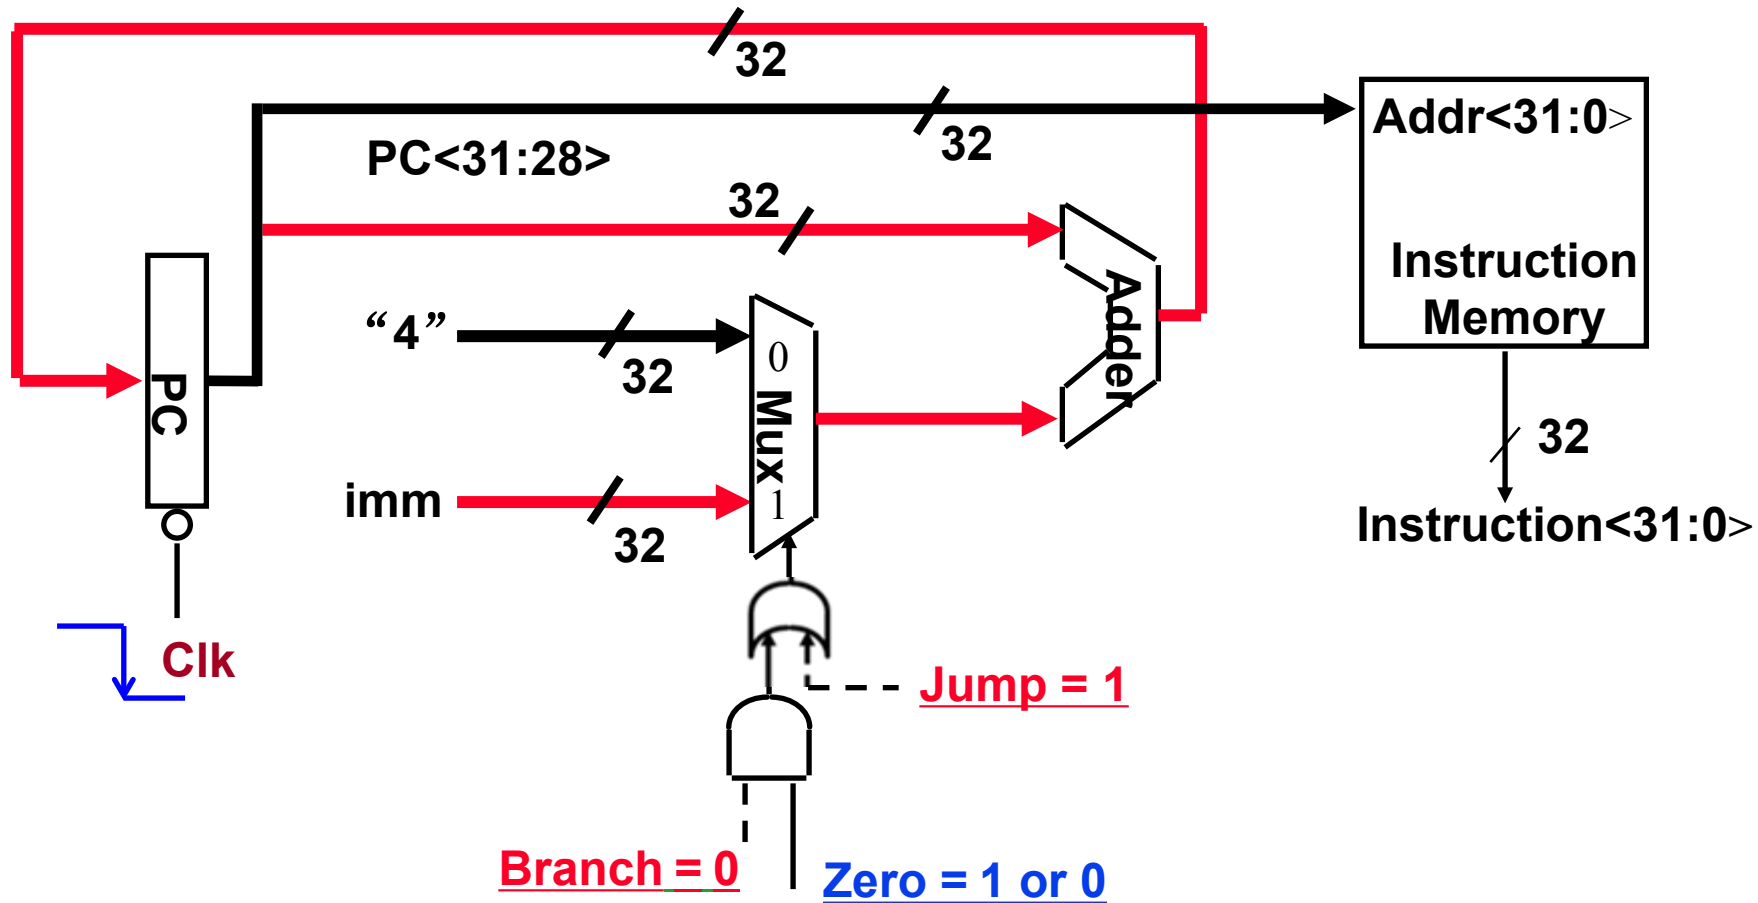 32
Addr<31:0>
32
PC<31:28>
32
Instruction
Memory
“4”
32
0
Adder
PC
Mux
32
imm
1
32
Instruction<31:0>
Clk
Jump = 1
Branch = 0
Zero = 1 or 0